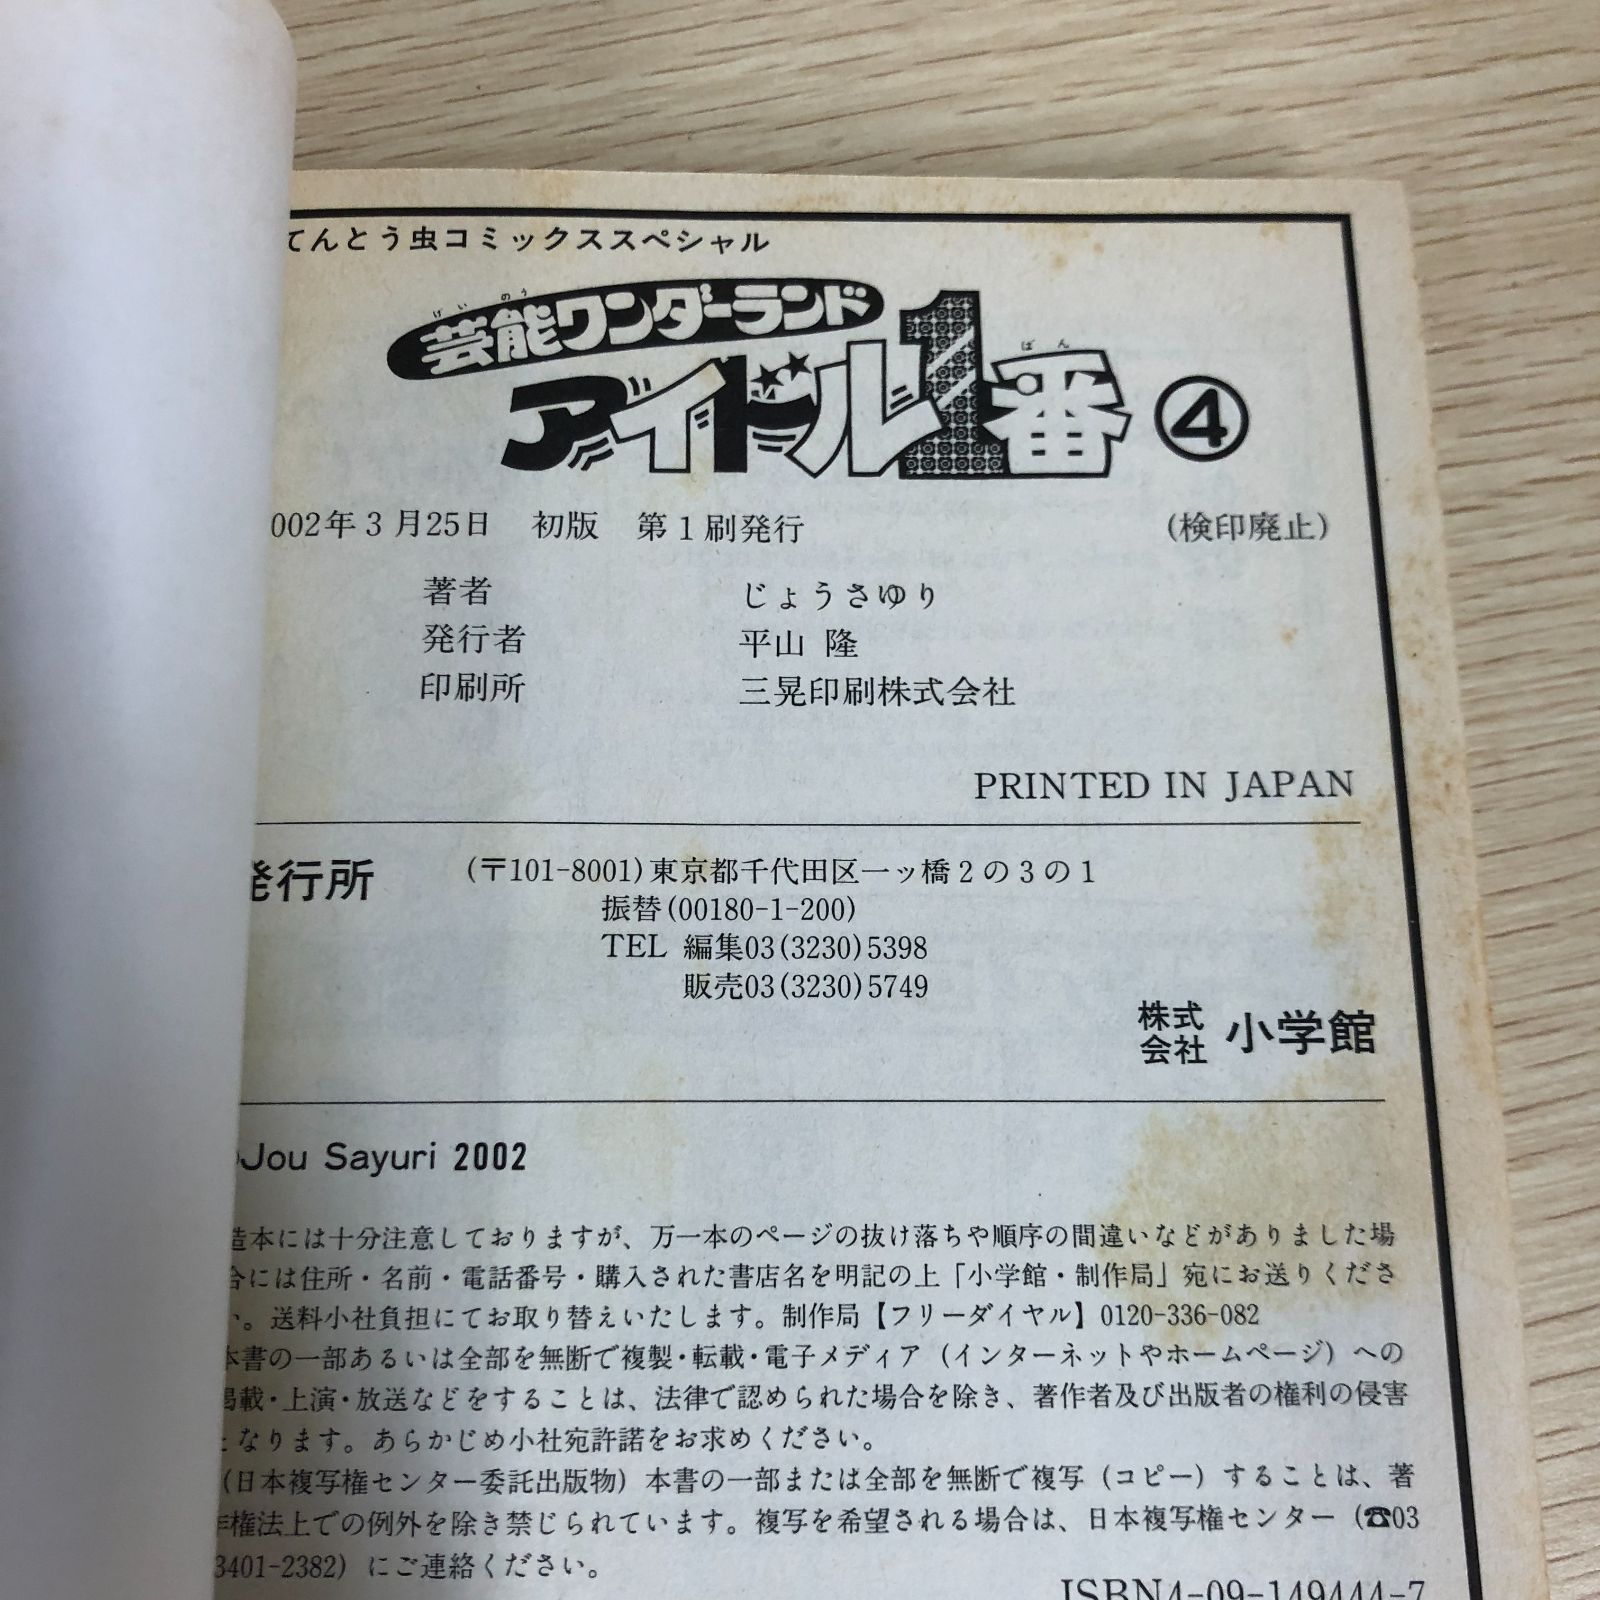 てんとう虫コミックススペシャル
げいのう
芸能ワンダーランド
ばん
アイドル1番 ④
002年3月25日 初版 第1刷発行 (検印廃止)
著者 じょうさゆり
発行者 平山 隆
印刷所 三晃印刷株式会社
PRINTED IN JAPAN
発行所 (〒101-8001)東京都千代田区一ッ橋2の3の1
振替(00180-1-200)
TEL 編集03(3230)5398
販売03(3230)5749
株式会社 小学館
Jou Sayuri 2002
造本には十分注意しておりますが、万一本のページの抜け落ちや順序の間違いなどがありました場
合には住所・名前・電話番号・購入された書店名を明記の上「小学館・制作局」宛にお送りくださ
い。送料小社負担にてお取り替えいたします。制作局【フリーダイヤル】0120-336-082
本書の一部あるいは全部を無断で複製・転載・電子メディア(インターネットやホームページ)への
掲載・上演・放送などをすることは、法律で認められた場合を除き、著作者及び出版者の権利の侵害
となります。あらかじめ小社宛許諾をお求めください。
(日本複写権センター委託出版物)本書の一部または全部を無断で複写(コピー)することは、著
作権法上での例外を除き禁じられています。複写を希望される場合は、日本複写権センター(☎03
3401-2382)にご連絡ください。
ISBN4-09-149444-7